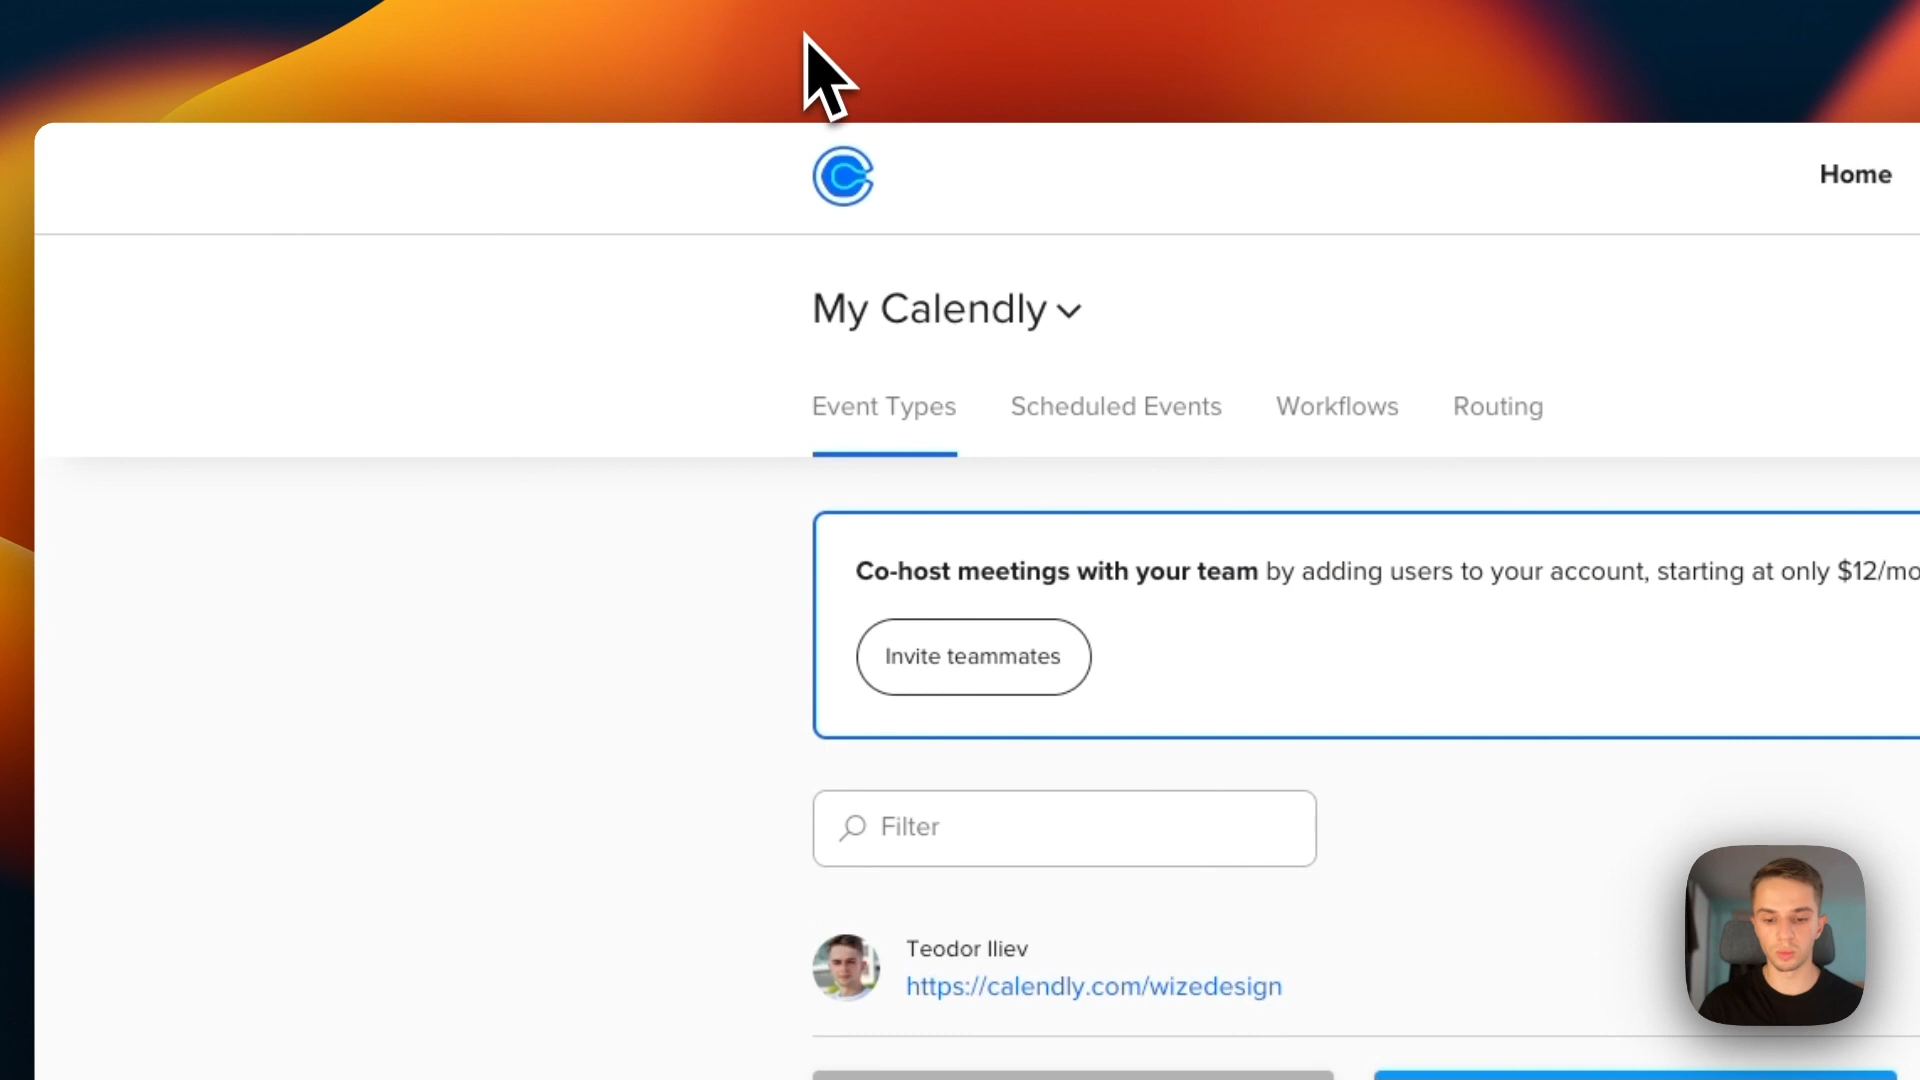 Home
My Calendly
Event Types Scheduled Events Workflows Routing
Co-host meetings with your team by adding users to your account, starting at only $12/mo
Invite teammates
Filter
Teodor Iliev
https://calendly.com/wizedesign